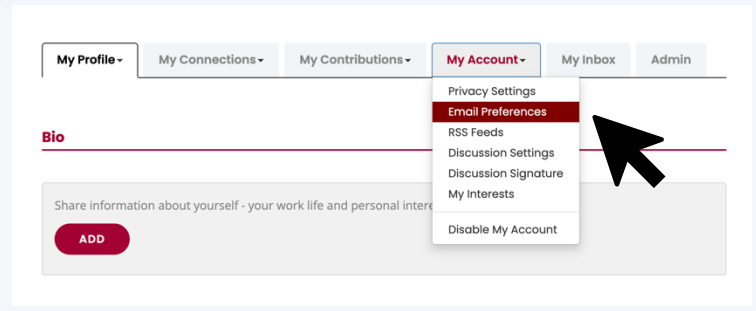 My Profile My Connections My Contributions My Account My Inbox Admin
Privacy Settings
Email Preferences
RSS Feeds
Discussion Settings
Discussion Signature
My Interests
Disable My Account
Bio
Share information about yourself - your work life and personal
ADD